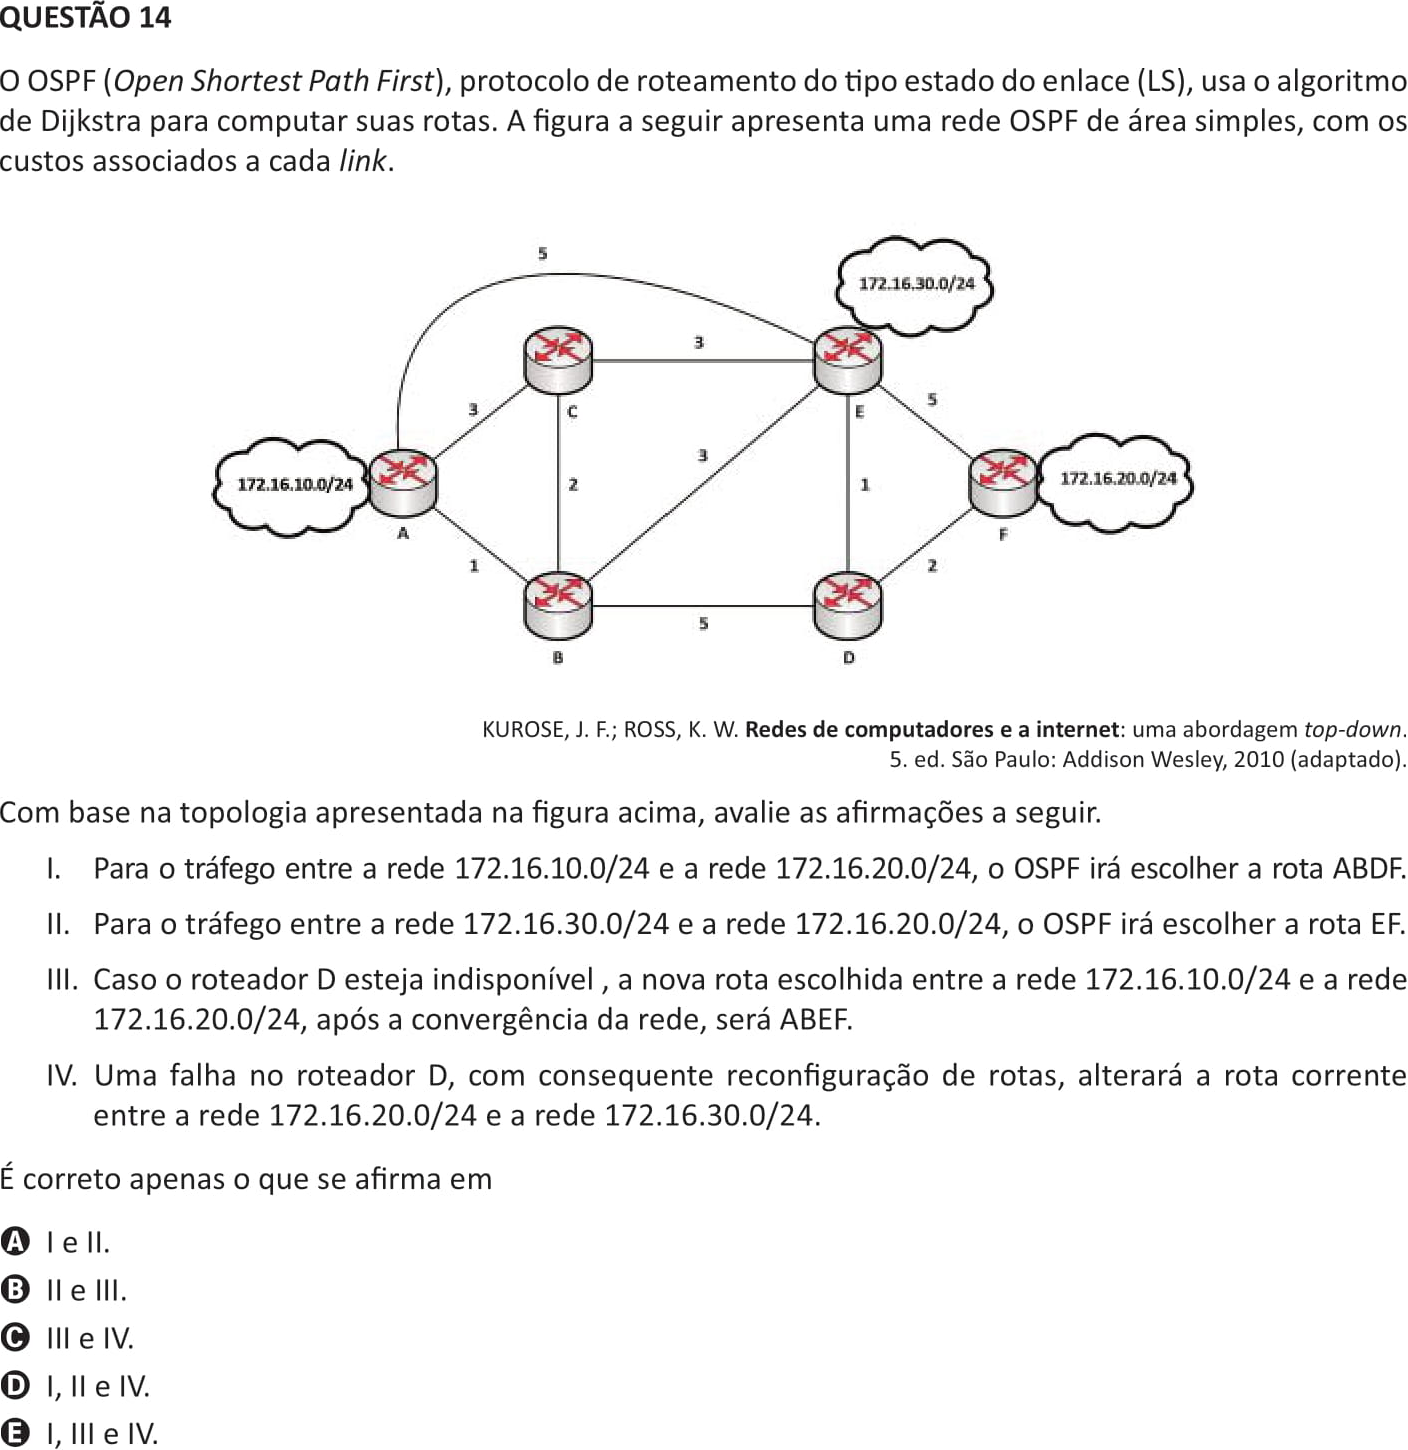 QUESTÃO 14
O OSPF (Open Shortest Path First), protocolo de roteamento do tipo estado do enlace (LS), usa o algoritmo
de Dijkstra para computar suas rotas. A figura a seguir apresenta uma rede OSPF de área simples, com os
custos associados a cada link.
5
172.16.30.0/24
3
C
E
3
5
172.16.10.0/24
3
2
1
172.16.20.0/24
A
F
1
2
5
B
D
KUROSE, J. F.; ROSS, K. W. Redes de computadores e a internet: uma abordagem top-down.
5. ed. São Paulo: Addison Wesley, 2010 (adaptado).
Com base na topologia apresentada na figura acima, avalie as afirmações a seguir.
I. Para o tráfego entre a rede 172.16.10.0/24 e a rede 172.16.20.0/24, o OSPF irá escolher a rota ABDF.
II. Para o tráfego entre a rede 172.16.30.0/24 e a rede 172.16.20.0/24, o OSPF irá escolher a rota EF.
III. Caso o roteador D esteja indisponível , a nova rota escolhida entre a rede 172.16.10.0/24 e a rede
172.16.20.0/24, após a convergência da rede, será ABEF.
IV. Uma falha no roteador D, com consequente reconfiguração de rotas, alterará a rota corrente
entre a rede 172.16.20.0/24 e a rede 172.16.30.0/24.
É correto apenas o que se afirma em
A I e II.
B II e III.
C III e IV.
D I, II e IV.
E I, III e IV.